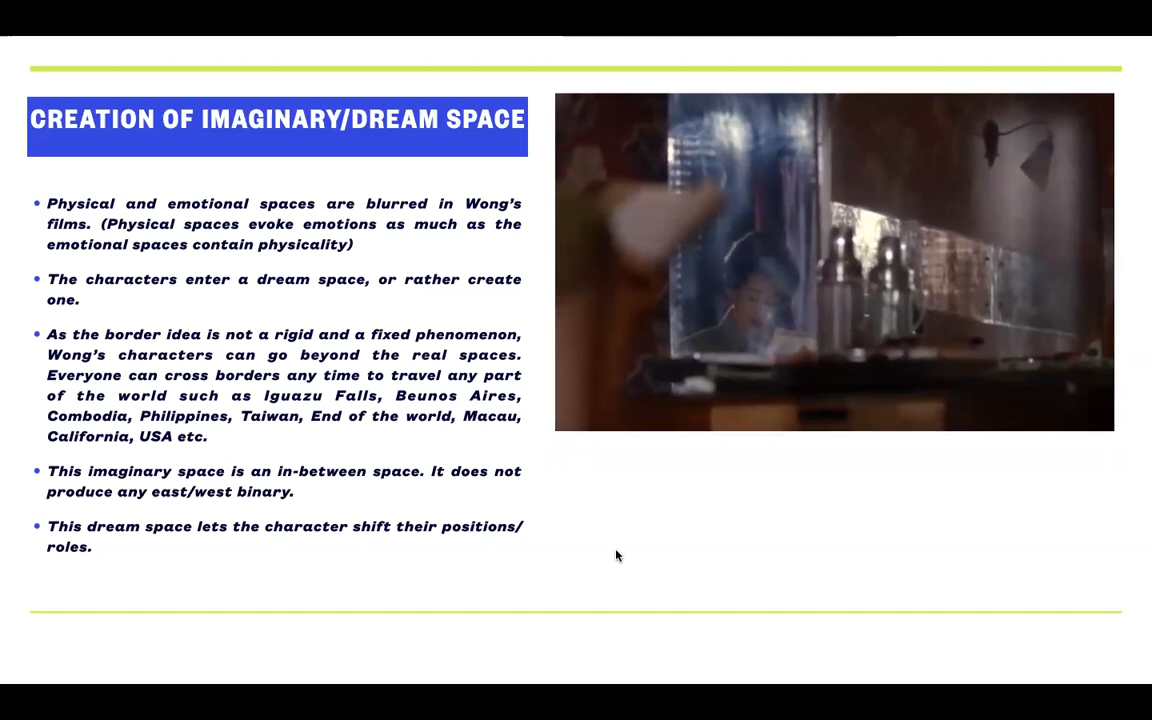 CREATION OF IMAGINARY/DREAM SPACE
• Physical and emotional spaces are blurred in Wong's
films. (Physical spaces evoke emotions as much as the
emotional spaces contain physicality)
• The characters enter a dream space, or rather create
one.
• As the border idea is not a rigid and a fixed phenomenon,
Wong's characters can go beyond the real spaces.
Everyone can cross borders any time to travel any part
of the world such as Iguazu Falls, Beunos Aires,
Combodia, Philippines, Taiwan, End of the world, Macau,
California, USA etc.
• This imaginary space is an in-between space. It does not
produce any east/west binary.
• This dream space lets the character shift their positions/
roles.